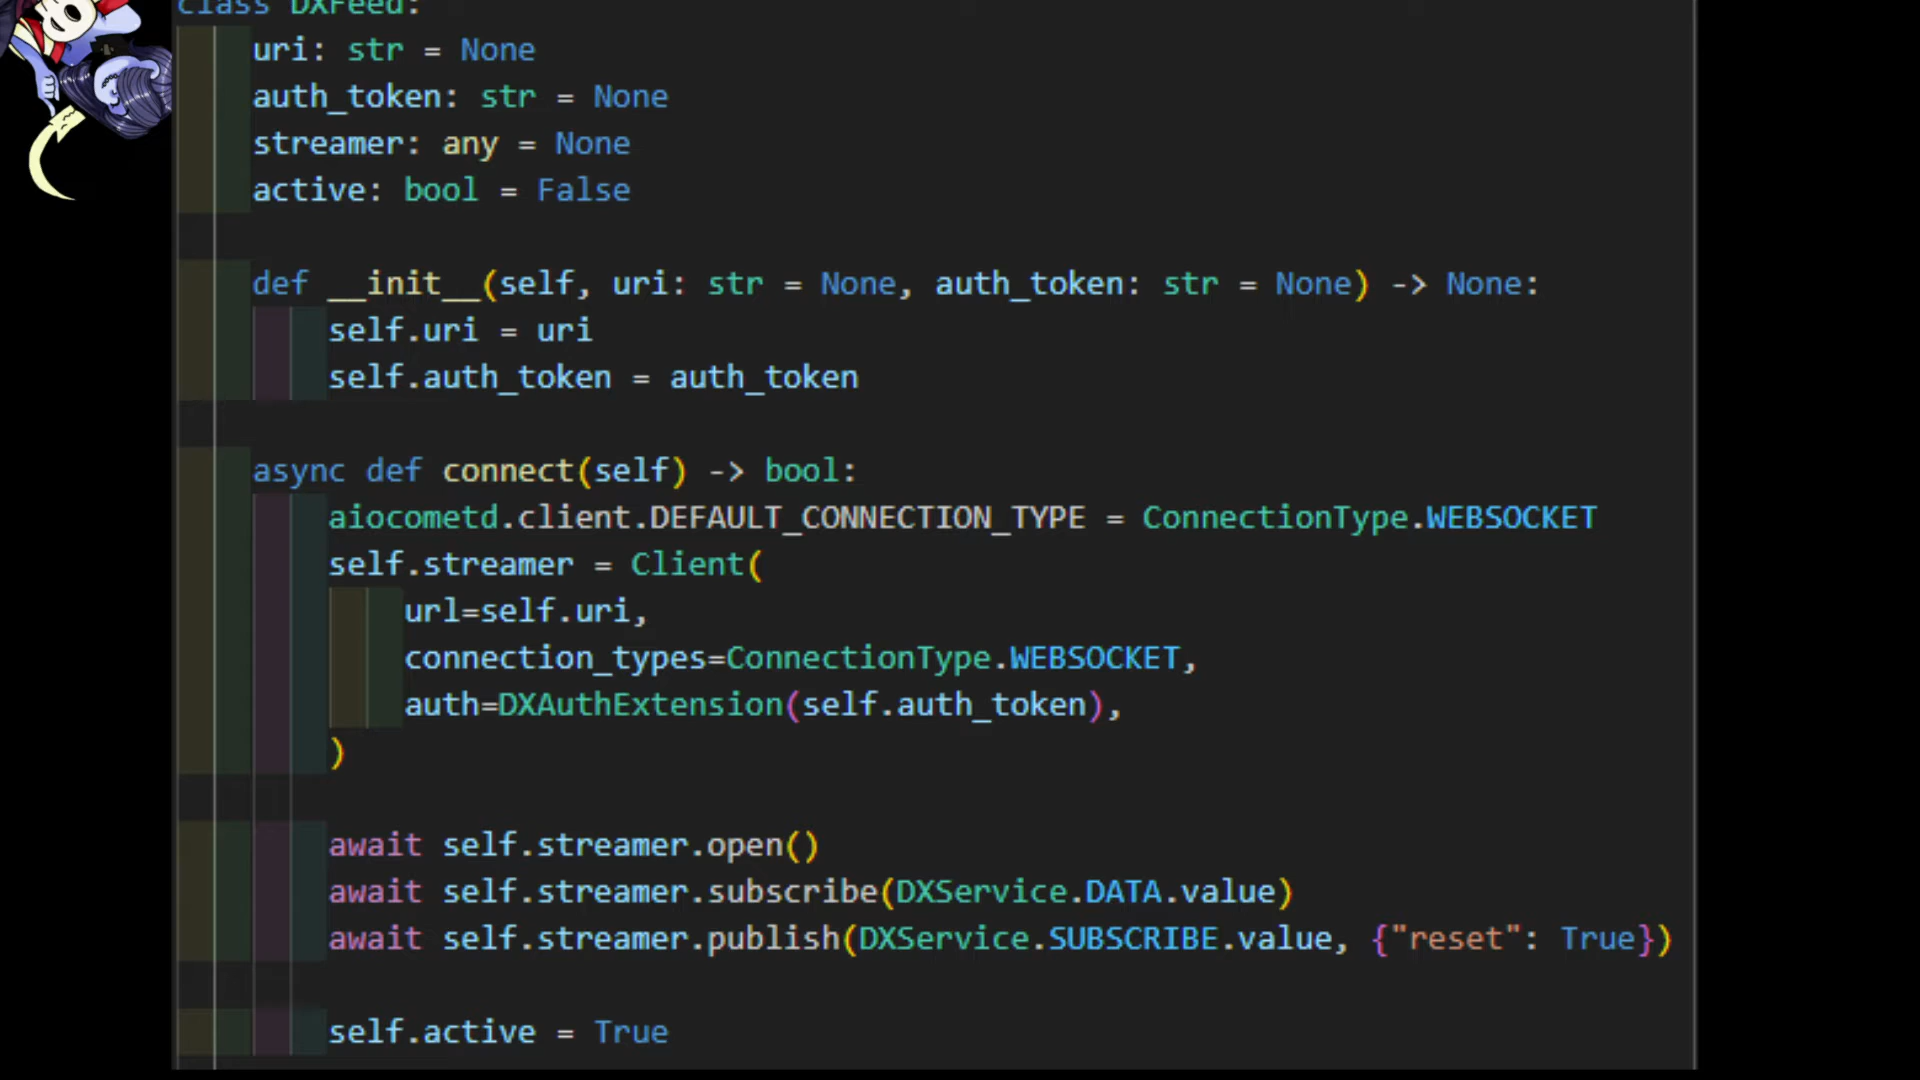 class DXFeed:
uri: str = None
auth_token: str = None
streamer: any = None
active: bool = False
def __init__(self, uri: str = None, auth_token: str = None) -> None:
self.uri = uri
self.auth_token = auth_token
async def connect(self) -> bool:
aiocometd.client.DEFAULT_CONNECTION_TYPE = ConnectionType.WEBSOCKET
self.streamer = Client(
url=self.uri,
connection_types=ConnectionType.WEBSOCKET,
auth=DXAuthExtension(self.auth_token),
)
await self.streamer.open()
await self.streamer.subscribe(DXService.DATA.value)
await self.streamer.publish(DXService.SUBSCRIBE.value, {"reset": True})
self.active = True